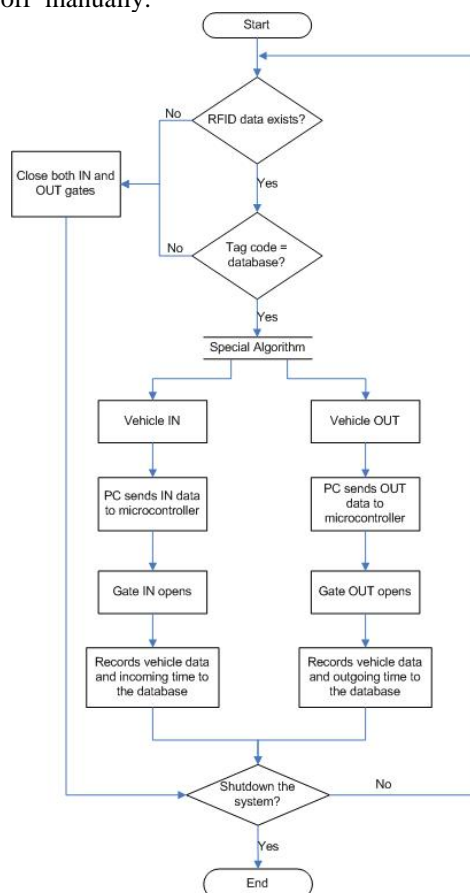 manually.
Start
RFID data exists?
No
Close both IN and
OUT gates
Yes
Tag code =
database?
No
Yes
Special Algorithm
Vehicle IN
Vehicle OUT
PC sends IN data
to microcontroller
PC sends OUT
data to
microcontroller
Gate IN opens
Gate OUT opens
Records vehicle data
and incoming time to
the database
Records vehicle data
and outgoing time to
the database
Shutdown the
system?
No
Yes
End